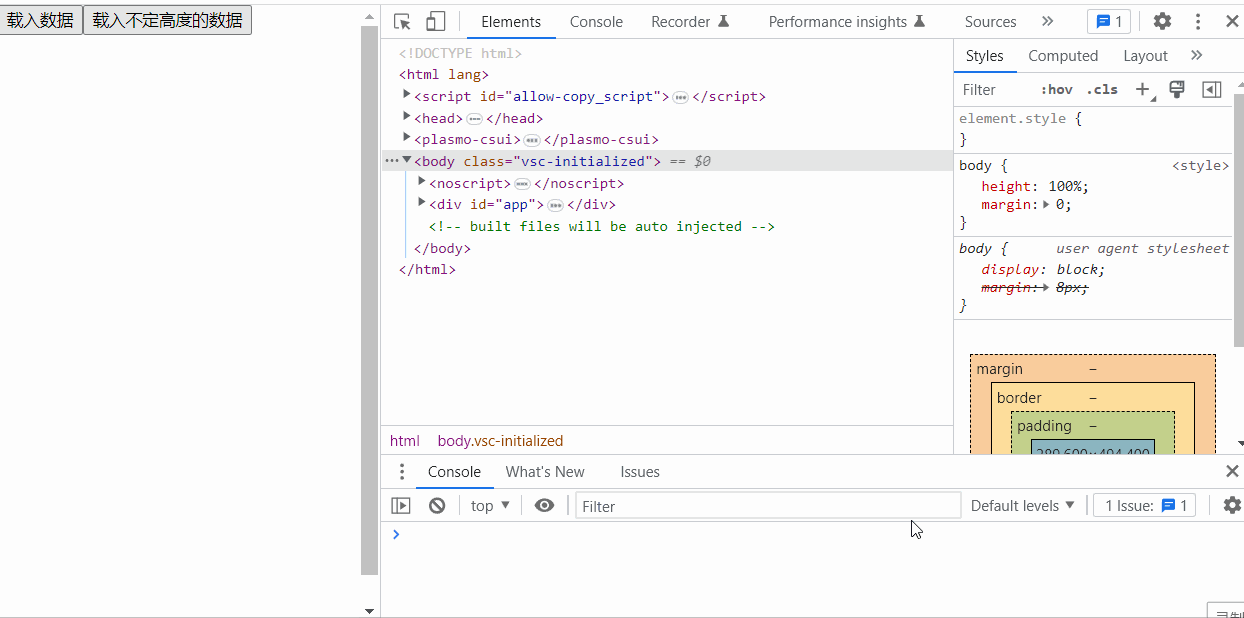 载入数据 载入不定高度的数据
Elements Console Recorder Performance insights Sources » 1
<!DOCTYPE html>
<html lang>
<script id="allow-copy_script"> ••• </script>
<head> ••• </head>
<plasmo-csui> ••• </plasmo-csui>
••• <body class="vsc-initialized"> == $0
<noscript> ••• </noscript>
<div id="app"> ••• </div>
<!-- built files will be auto injected -->
</body>
</html>
html body.vsc-initialized
Styles Computed Layout »
Filter :hov .cls +
element.style {
}
body { <style>
height: 100%;
margin: 0;
}
body { user agent stylesheet
display: block;
margin: 8px;
}
margin –
border –
padding –
Console What's New Issues
top Filter Default levels 1 Issue: 1